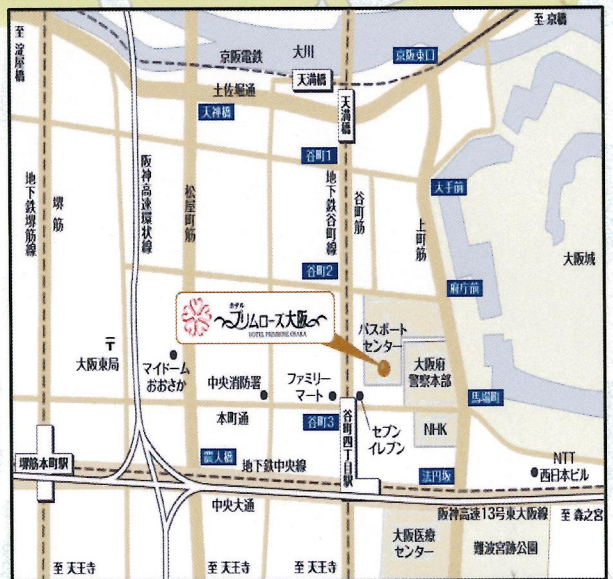 至 淀屋橋
京阪電鉄
大川
天満橋
京阪東口
至 京橋
土佐堀通
天神橋
天満橋
谷町1
大手前
地下鉄堺筋線
堺筋
阪神高速環状線
松屋町筋
地下鉄谷町線
谷町筋
上町筋
大阪城
谷町2
府庁前
ホテル
プリムローズ大阪
HOTEL PRIMROSE OSAKA
パスポート
センター
大阪東局
マイドーム
おおさか
中央消防署
ファミリー
マート
大阪府
警察本部
馬場町
本町通
谷町3
谷町四丁目駅
セブン
イレブン
NHK
堺筋本町駅
農人橋
地下鉄中央線
法円坂
NTT
西日本ビル
中央大通
阪神高速13号東大阪線
至 森之宮
大阪医療
センター
難波宮跡公園
至 天王寺
至 天王寺
至 天王寺